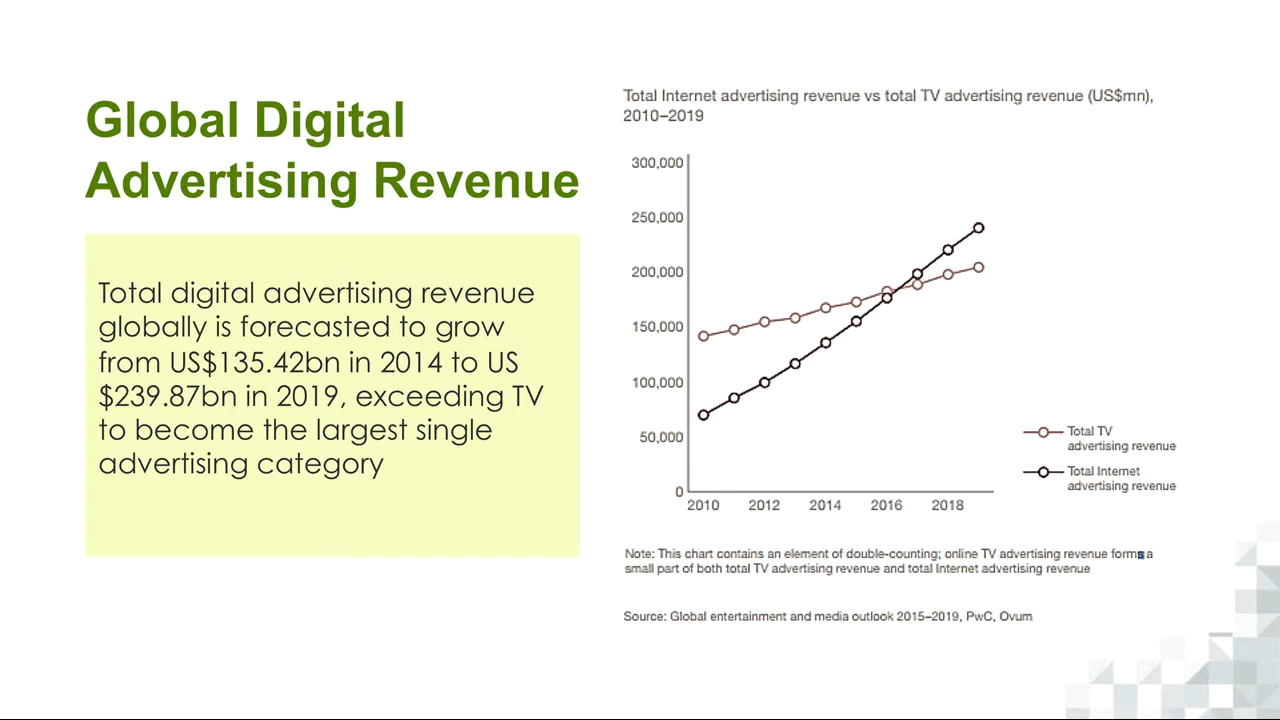 Global Digital
Advertising Revenue
Total digital advertising revenue
globally is forecasted to grow
from US$135.42bn in 2014 to US
$239.87bn in 2019, exceeding TV
to become the largest single
advertising category
Total Internet advertising revenue vs total TV advertising revenue (US$mn),
2010–2019
300,000
250,000
200,000
150,000
100,000
50,000
0
2010 2012 2014 2016 2018
Total TV
advertising revenue
Total Internet
advertising revenue
Note: This chart contains an element of double-counting; online TV advertising revenue forms a
small part of both total TV advertising revenue and total Internet advertising revenue
Source: Global entertainment and media outlook 2015–2019, PwC, Ovum